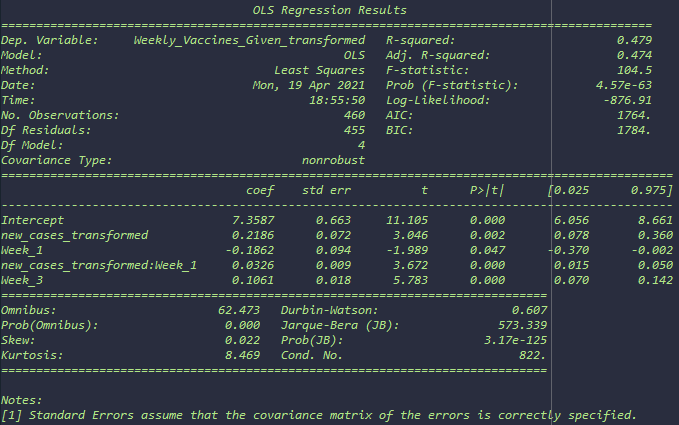 OLS Regression Results
==============================================================================================
Dep. Variable: Weekly_Vaccines_Given_transformed R-squared: 0.479
Model: OLS Adj. R-squared: 0.474
Method: Least Squares F-statistic: 104.5
Date: Mon, 19 Apr 2021 Prob (F-statistic): 4.57e-63
Time: 18:55:50 Log-Likelihood: -876.91
No. Observations: 460 AIC: 1764.
Df Residuals: 455 BIC: 1784.
Df Model: 4
Covariance Type: nonrobust
=================================================================================================
coef std err t P>|t| [0.025 0.975]
-------------------------------------------------------------------------------------------------
Intercept 7.3587 0.663 11.105 0.000 6.056 8.661
new_cases_transformed 0.2186 0.072 3.046 0.002 0.078 0.360
Week_1 -0.1862 0.094 -1.989 0.047 -0.370 -0.002
new_cases_transformed:Week_1 0.0326 0.009 3.672 0.000 0.015 0.050
Week_3 0.1061 0.018 5.783 0.000 0.070 0.142
==============================================================================
Omnibus: 62.473 Durbin-Watson: 0.607
Prob(Omnibus): 0.000 Jarque-Bera (JB): 573.339
Skew: 0.022 Prob(JB): 3.17e-125
Kurtosis: 8.469 Cond. No. 822.
==============================================================================
Notes:
[1] Standard Errors assume that the covariance matrix of the errors is correctly specified.